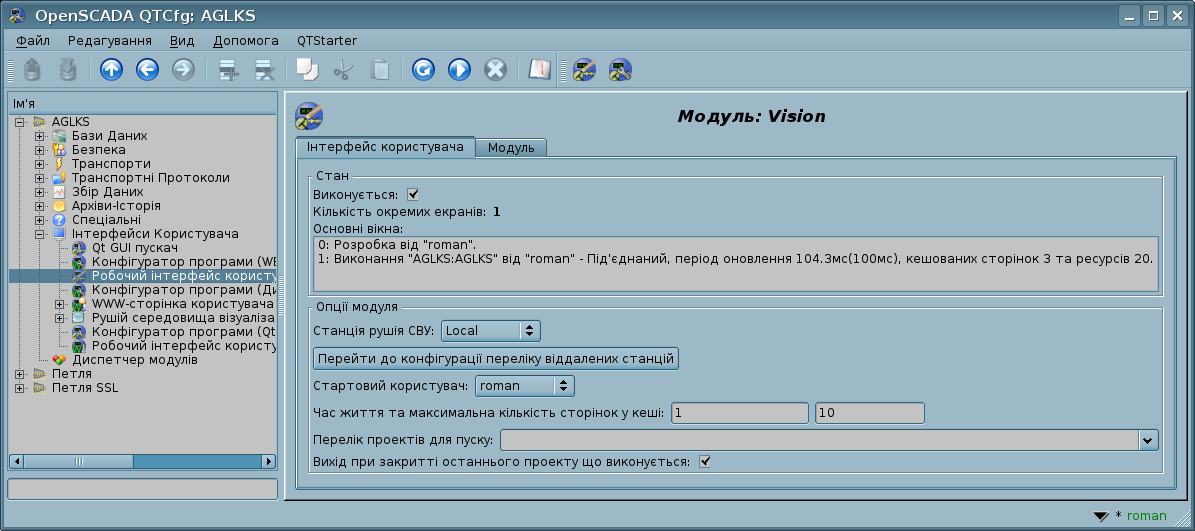 OpenSCADA QTCfg: AGLKS
Файл Редагування Вид Допомога QTStarter
Ім'я
AGLKS
Бази Даних
Безпека
Транспорти
Транспортні Протоколи
Збір Даних
Архіви-Історія
Спеціальні
Інтерфейси Користувача
Qt GUI пускач
Конфігуратор програми (WE
Робочий інтерфейс користу
Конфігуратор програми (Ди
WWW-сторінка користувача
Рушій середовища візуаліза
Конфігуратор програми (Qt
Робочий інтерфейс користу
Диспетчер модулів
Петля
Петля SSL
Модуль: Vision
Інтерфейс користувача Модуль
Стан
Виконується:
Кількість окремих екранів: 1
Основні вікна:
0: Розробка від "roman".
1: Виконання "AGLKS:AGLKS" від "roman" - Під'єднаний, період оновлення 104.3мс(100мс), кешованих сторінок 3 та ресурсів 20.
Опції модуля
Станція рушія СВУ: Local
Перейти до конфігурації переліку віддалених станцій
Стартовий користувач: roman
Час життя та максимальна кількість сторінок у кеші: 1 10
Перелік проектів для пуску:
Вихід при закритті останнього проекту що виконується:
* roman